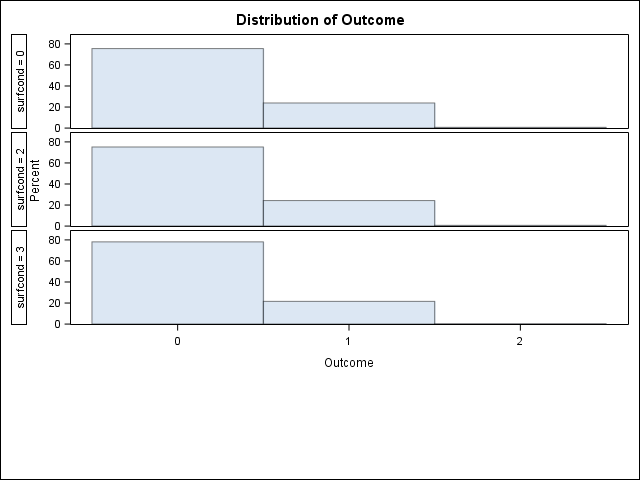 Distribution of Outcome
surfcond = 0
80
60
40
20
0
surfcond = 2
Percent
80
60
40
20
0
surfcond = 3
80
60
40
20
0
0 1 2
Outcome